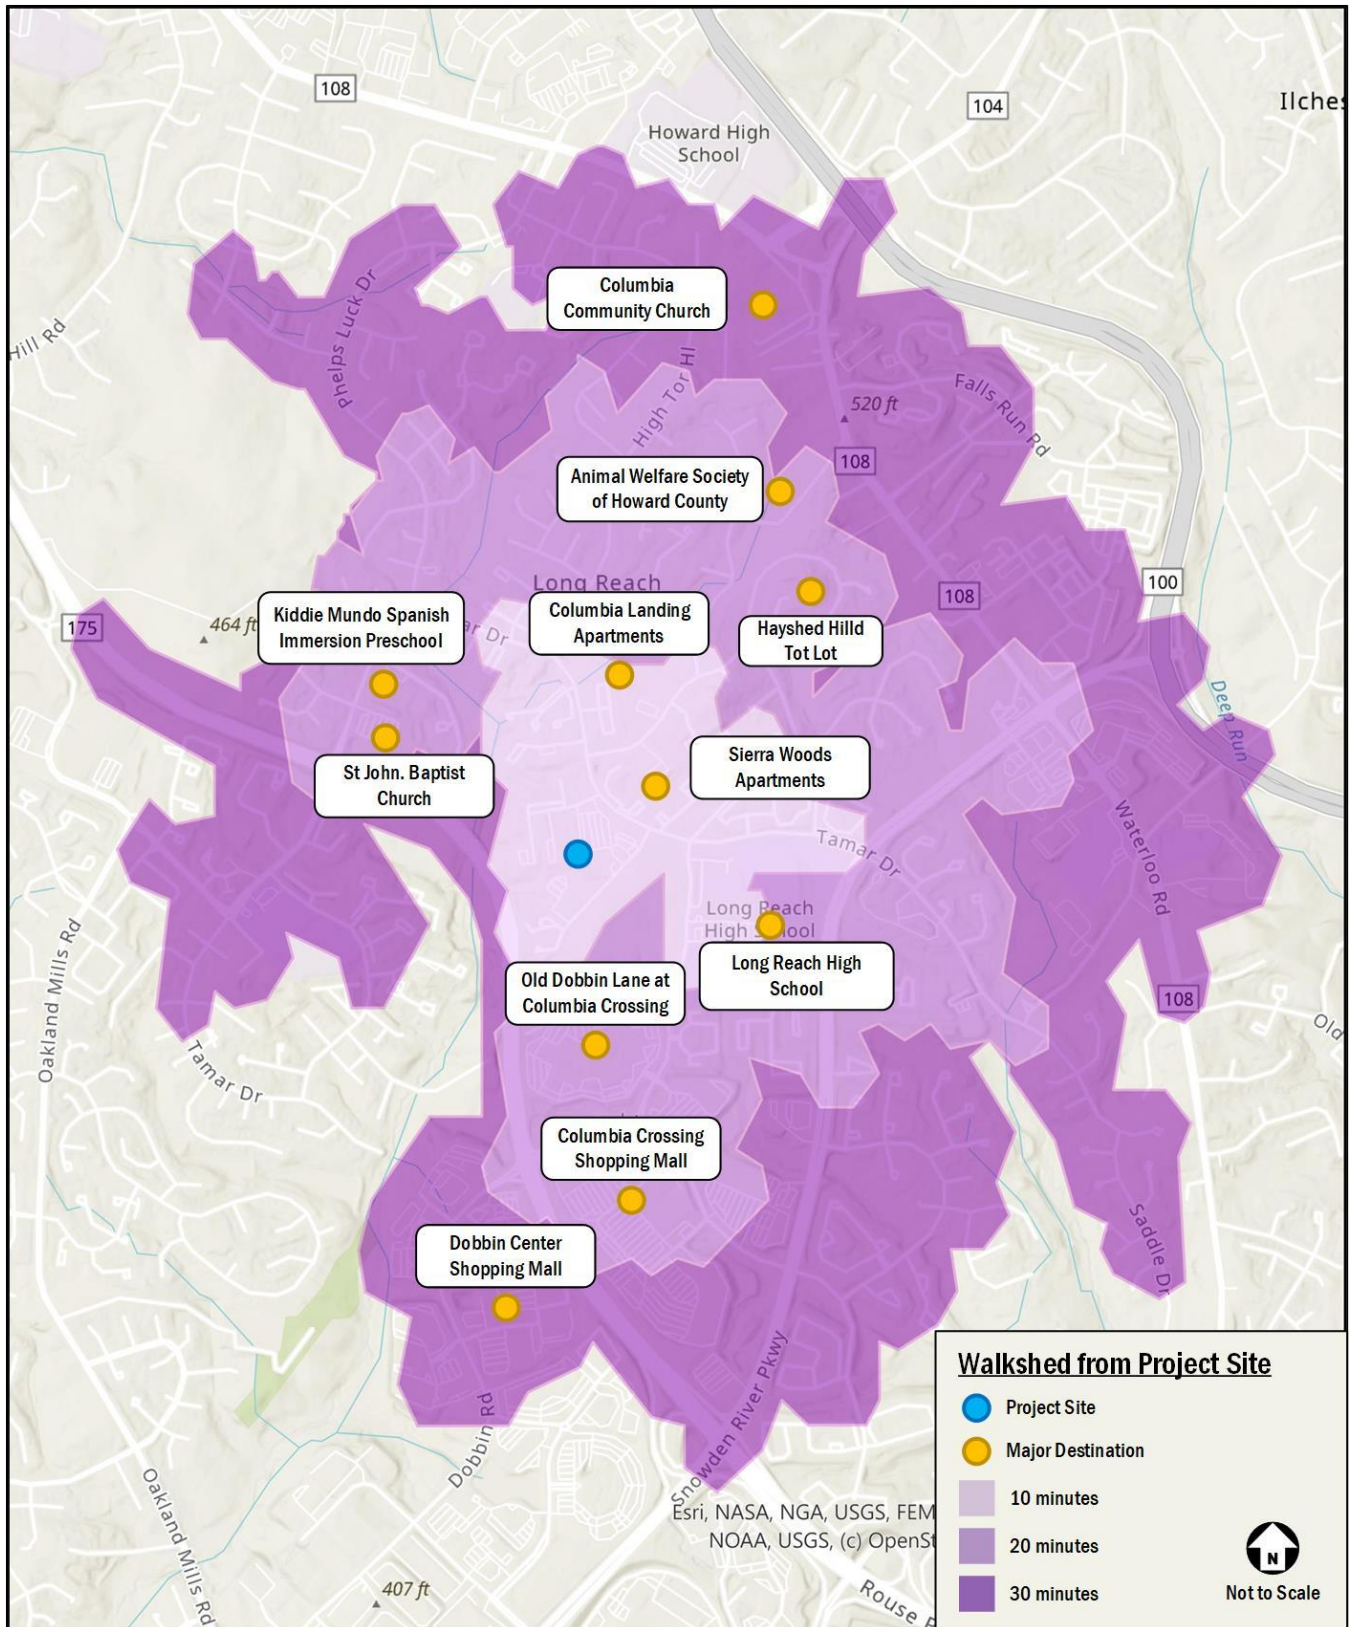 108
104
Ilches
Howard High
School
Columbia
Community Church
Phelps Luck Dr
Hill Rd
High Tor Hl
520 ft
Falls Run Rd
108
Animal Welfare Society
of Howard County
Long Reach
100
108
175
464 ft
Kiddie Mundo Spanish
Immersion Preschool
ar Dr
Columbia Landing
Apartments
Hayshed Hilld
Tot Lot
Deep Run
St John. Baptist
Church
Sierra Woods
Apartments
Tamar Dr
Waterloo Rd
Long Reach
High School
Long Reach High
School
Oakland Mills Rd
Old Dobbin Lane at
Columbia Crossing
108
Old
Tamar Dr
Columbia Crossing
Shopping Mall
Saddle Dr
Dobbin Center
Shopping Mall
Snowden River Pkwy
Dobbin Rd
Oakland Mills Rd
407 ft
Esri, NASA, NGA, USGS, FEM
NOAA, USGS, (c) OpenSt
Rouse P
Walkshed from Project Site
Project Site
Major Destination
10 minutes
20 minutes
30 minutes
N
Not to Scale